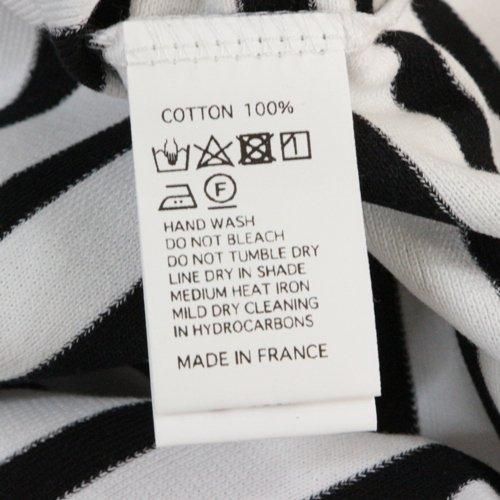 COTTON 100%
F
HAND WASH
DO NOT BLEACH
DO NOT TUMBLE DRY
LINE DRY IN SHADE
MEDIUM HEAT IRON
MILD DRY CLEANING
IN HYDROCARBONS
MADE IN FRANCE